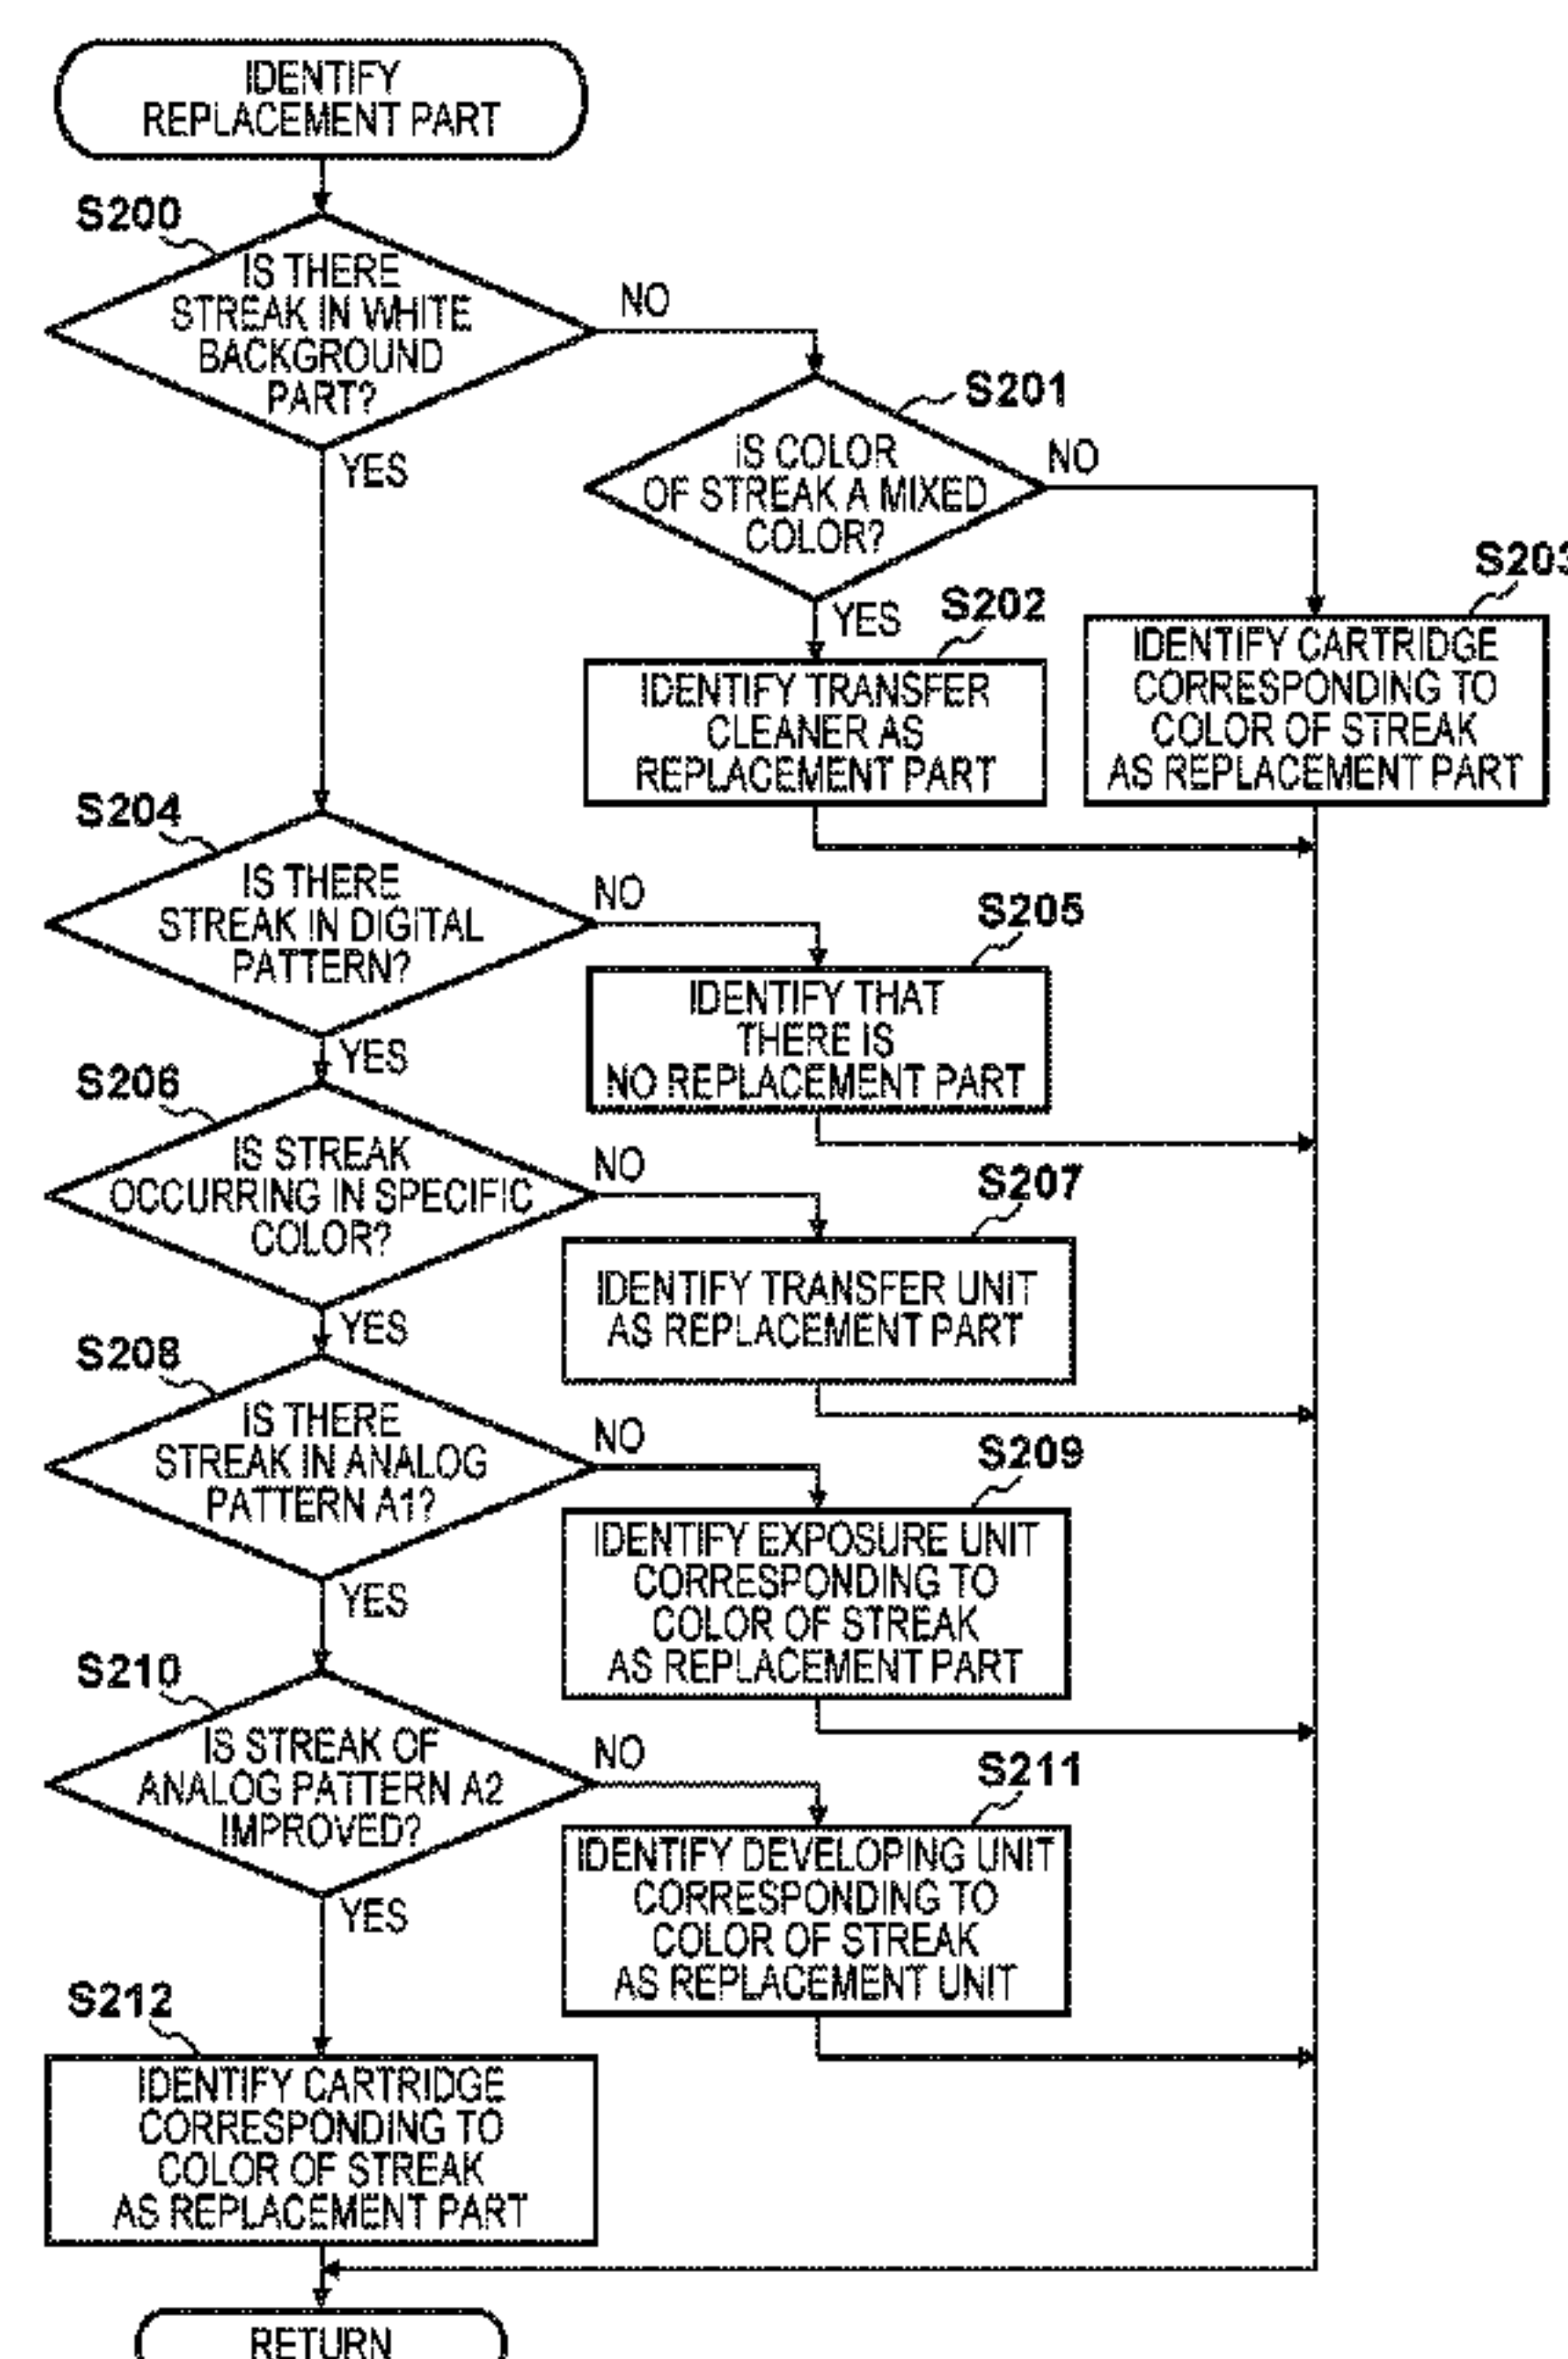 IDENTIFY
REPLACEMENT PART
S200
IS THERE
STREAK IN WHITE
BACKGROUND
PART?
NO
YES
S201
IS COLOR
OF STREAK A MIXED
COLOR?
NO
YES
S202
IDENTIFY TRANSFER
CLEANER AS
REPLACEMENT PART
S203
IDENTIFY CARTRIDGE
CORRESPONDING TO
COLOR OF STREAK
AS REPLACEMENT PART
S204
IS THERE
STREAK IN DIGITAL
PATTERN?
NO
YES
S205
IDENTIFY THAT
THERE IS
NO REPLACEMENT PART
S206
IS STREAK
OCCURRING IN SPECIFIC
COLOR?
NO
YES
S207
IDENTIFY TRANSFER UNIT
AS REPLACEMENT PART
S208
IS THERE
STREAK IN ANALOG
PATTERN A1?
NO
YES
S209
IDENTIFY EXPOSURE UNIT
CORRESPONDING TO
COLOR OF STREAK
AS REPLACEMENT PART
S210
IS STREAK OF
ANALOG PATTERN A2
IMPROVED?
NO
YES
S211
IDENTIFY DEVELOPING UNIT
CORRESPONDING TO
COLOR OF STREAK
AS REPLACEMENT UNIT
S212
IDENTIFY CARTRIDGE
CORRESPONDING TO
COLOR OF STREAK
AS REPLACEMENT PART
RETURN